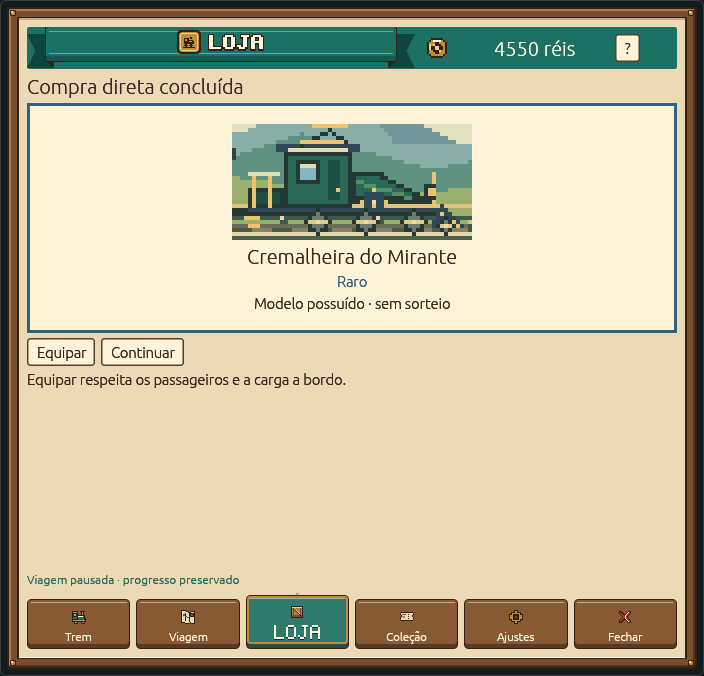 LOJA
4550 réis
?
Compra direta concluída
Cremalheira do Mirante
Raro
Modelo possuído · sem sorteio
Equipar
Continuar
Equipar respeita os passageiros e a carga a bordo.
Viagem pausada · progresso preservado
Trem
Viagem
LOJA
Coleção
Ajustes
Fechar